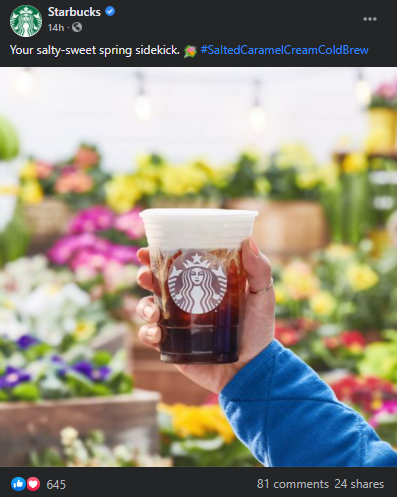 Starbucks
14h ·
Your salty-sweet spring sidekick. 💐 #SaltedCaramelCreamColdBrew
645
81 comments 24 shares